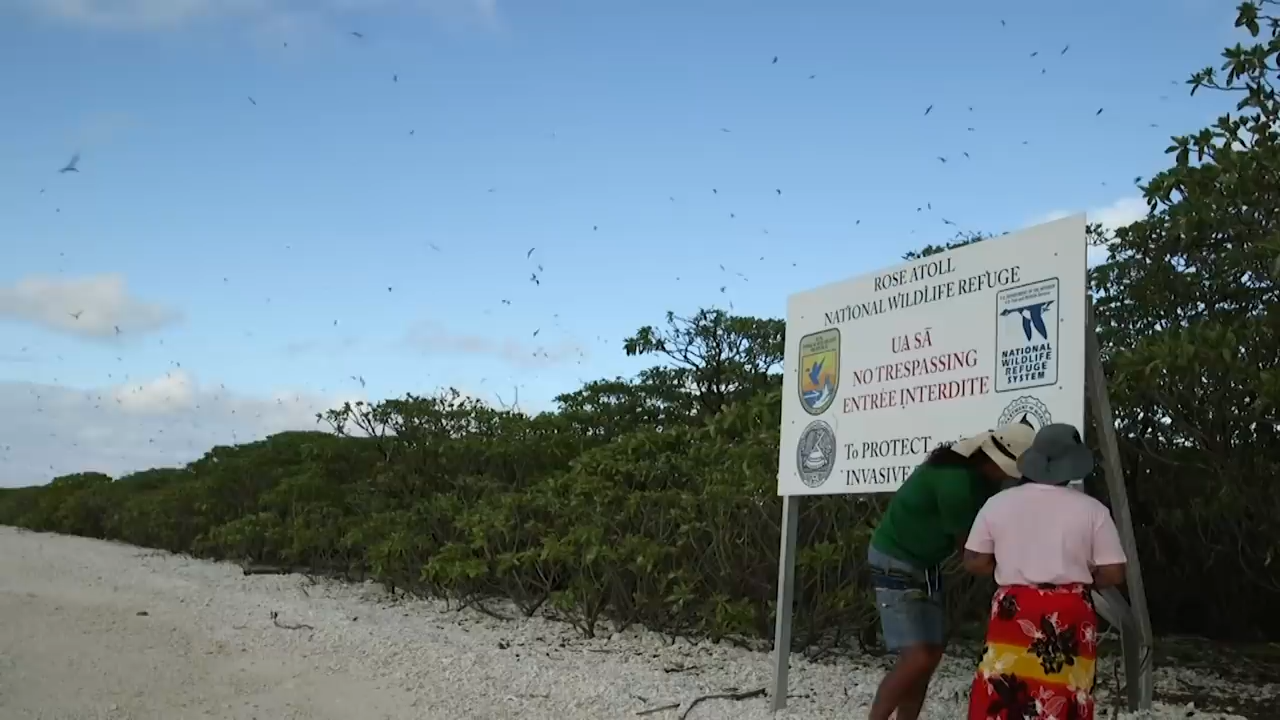 ROSE ATOLL
NATIONAL WILDLIFE REFUGE
UA SĀ
NO TRESPASSING
ENTRÉE INTERDITE
To PROTECT
INVASIVE
NATIONAL
WILDLIFE
REFUGE
SYSTEM